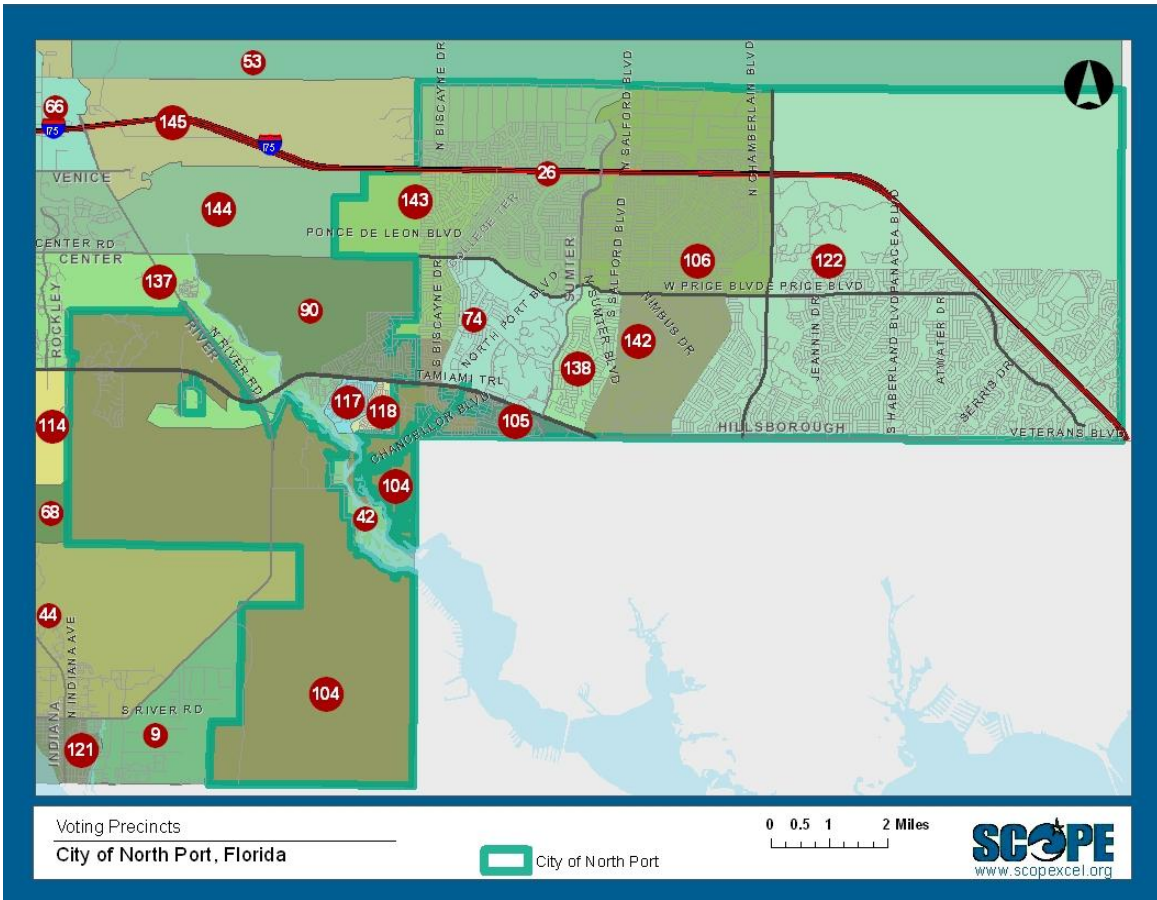 53
66
175
145
175
VENICE
144
143
26
N BISCAYNE DR
N SALFORD BLVD
N CHAMBERLAIN BLVD
COLLEGE TER
PONCE DE LEON BLVD
CENTER RD
CENTER
137
ROCKLEY
RIVER
N RIVER RD
90
S BISCAYNE DR
74
NORTH PORT BLVD
SUMTER
N SUMTER BLVD
S SALFORD BLVD
106
122
W PRICE BLVD
E PRICE BLVD
NIMBUS DR
142
138
JEANNIN DR
S HABERLAND BLVD
PANACEA BLVD
ATWATER DR
SERRIS DR
TAMIAMI TRL
117
118
CHANCELLOR BLVD
105
HILLSBOROUGH
VETERANS BLVD
114
104
68
42
44
N INDIANA AVE
INDIANA
104
S RIVER RD
9
121
Voting Precincts
City of North Port, Florida
City of North Port
0 0.5 1 2 Miles
SCOPE
www.scopexcel.org